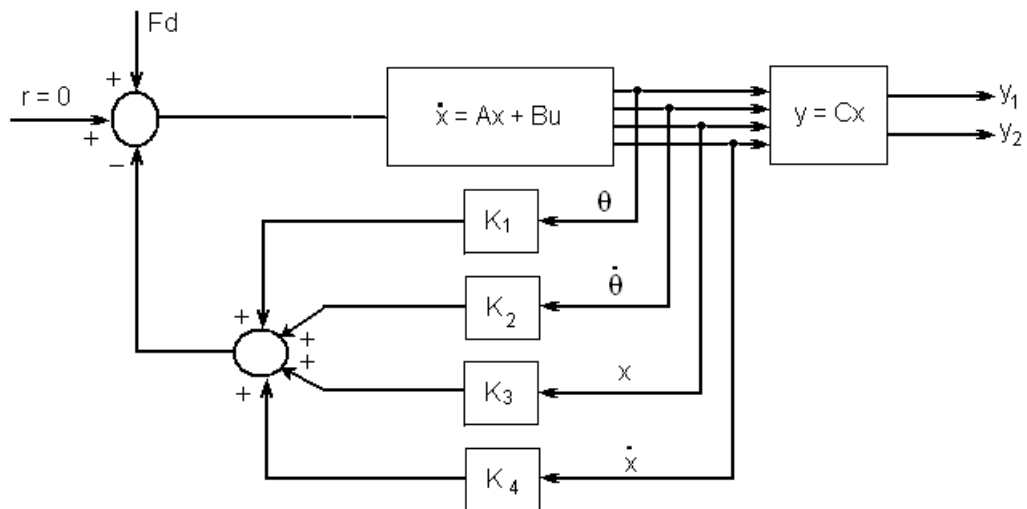 Fd
+
r = 0
+
−
ẋ = Ax + Bu
y = Cx
y₁
y₂
K₁
θ
K₂
θ̇
+
+
+
K₃
x
+
K₄
ẋ